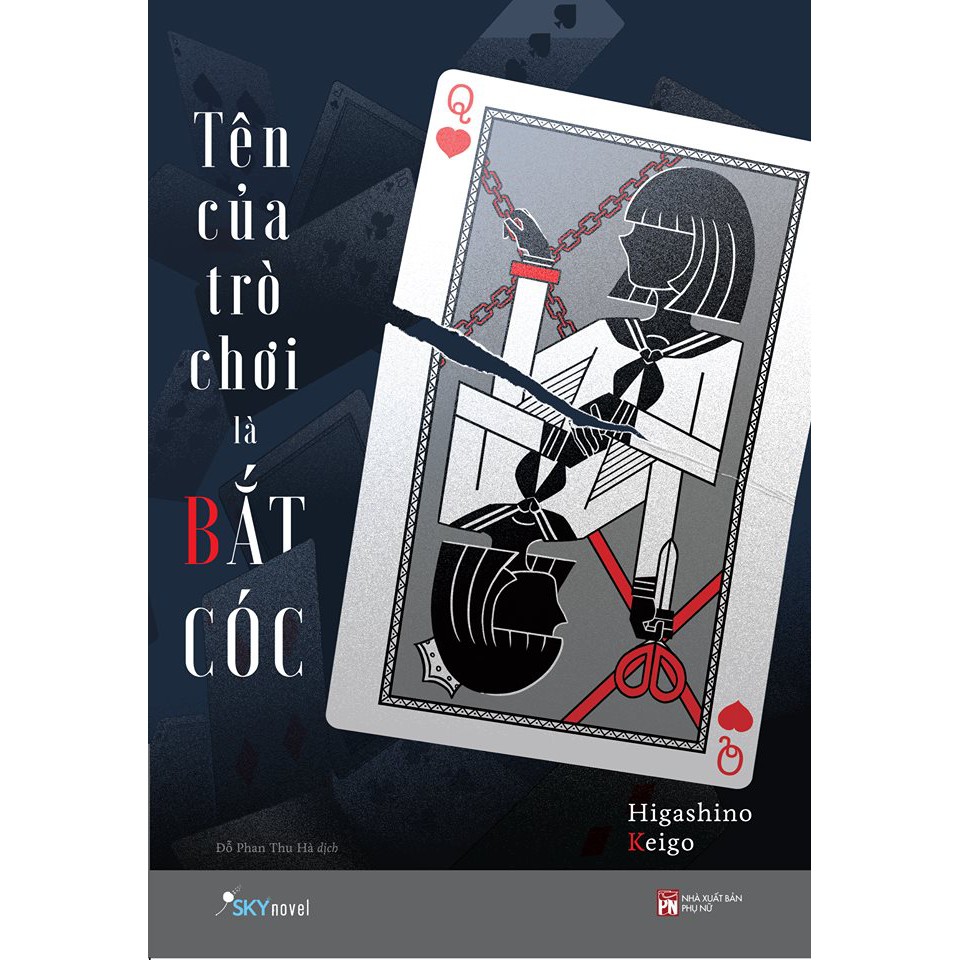 Tên
của
trò
chơi
là
BẮT
CÓC
Q
Q
Higashino
Keigo
Đỗ Phan Thu Hà dịch
SKYnovel
PN
NHÀ XUẤT BẢN
PHỤ NỮ